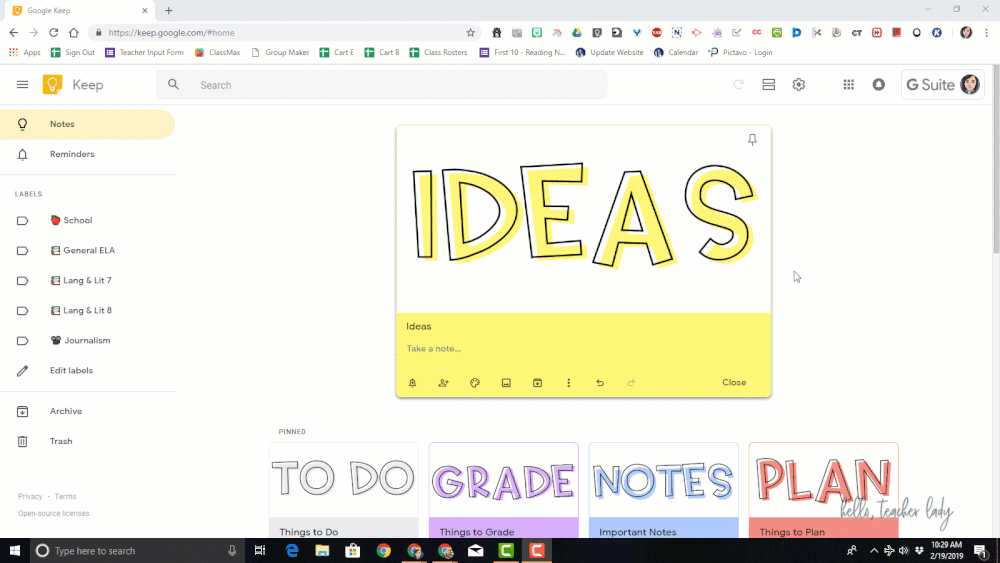 Google Keep
https://keep.google.com/#home
Apps Sign Out Teacher Input Form ClassMax Group Maker Cart E Cart B Class Rosters First 10 - Reading N... Update Website Calendar Pictavo - Login
Keep
Search
G Suite
Notes
Reminders
LABELS
School
General ELA
Lang & Lit 7
Lang & Lit 8
Journalism
Edit labels
Archive
Trash
Privacy · Terms
Open-source licenses
IDEAS
Ideas
Take a note...
Close
PINNED
TO DO
Things to Do
GRADE
Things to Grade
NOTES
Important Notes
PLAN
Things to Plan
hello, teacher lady
Type here to search
10:29 AM
2/19/2019